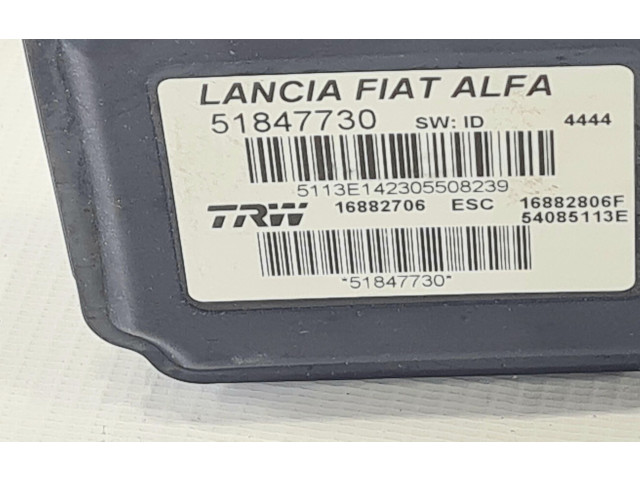 LANCIA FIAT ALFA
51847730 SW: ID 4444
5113E142305508239
TRW 16882706 ESC 16882806F
54085113E
*51847730*